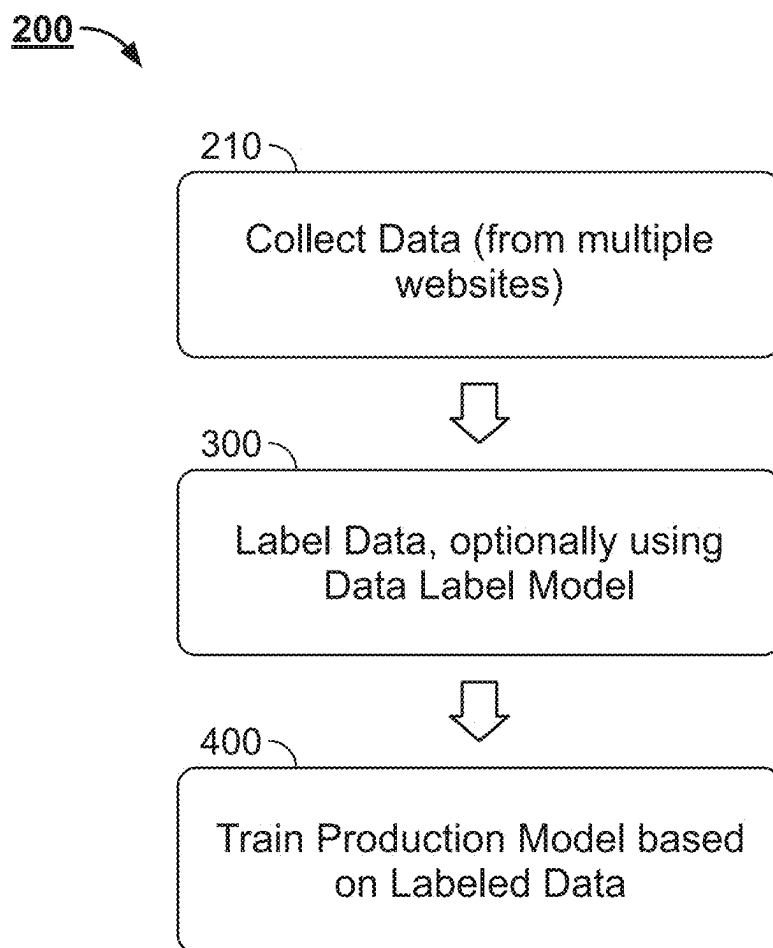 200
210
Collect Data (from multiple
websites)
300
Label Data, optionally using
Data Label Model
400
Train Production Model based
on Labeled Data